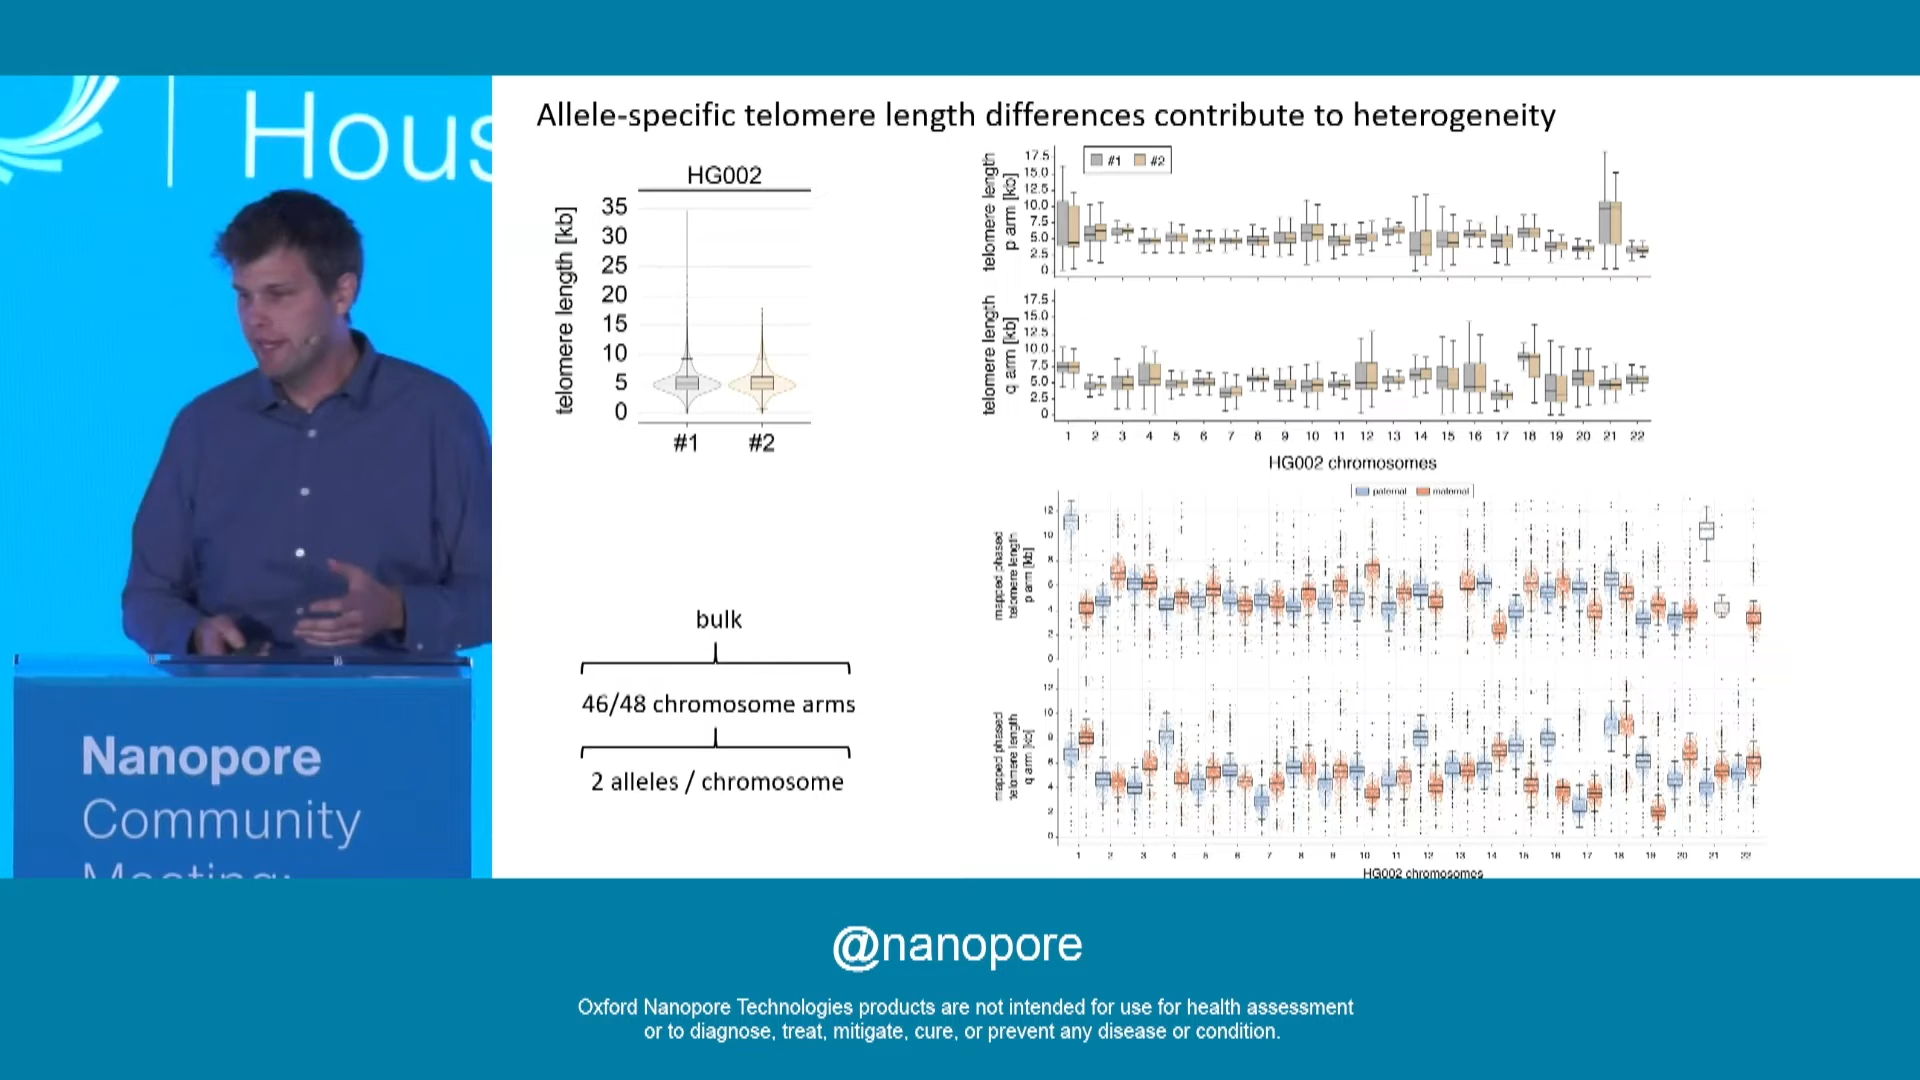 Hous
Nanopore
Community
Meeting:
Allele-specific telomere length differences contribute to heterogeneity
HG002
telomere length [kb]
35
30
25
20
15
10
5
0
#1 #2
bulk
46/48 chromosome arms
2 alleles / chromosome
#1 #2
telomere length
p arm [kb]
17.5
15.0
12.5
10.0
7.5
5.0
2.5
0
telomere length
q arm [kb]
17.5
15.0
12.5
10.0
7.5
5.0
2.5
0
1 2 3 4 5 6 7 8 9 10 11 12 13 14 15 16 17 18 19 20 21 22
HG002 chromosomes
paternal maternal
mapped phased
telomere length
p arm [kb]
12
10
8
6
4
2
0
mapped phased
telomere length
q arm [kb]
12
10
8
6
4
2
0
1 2 3 4 5 6 7 8 9 10 11 12 13 14 15 16 17 18 19 20 21 22
HG002 chromosomes
@nanopore
Oxford Nanopore Technologies products are not intended for use for health assessment
or to diagnose, treat, mitigate, cure, or prevent any disease or condition.